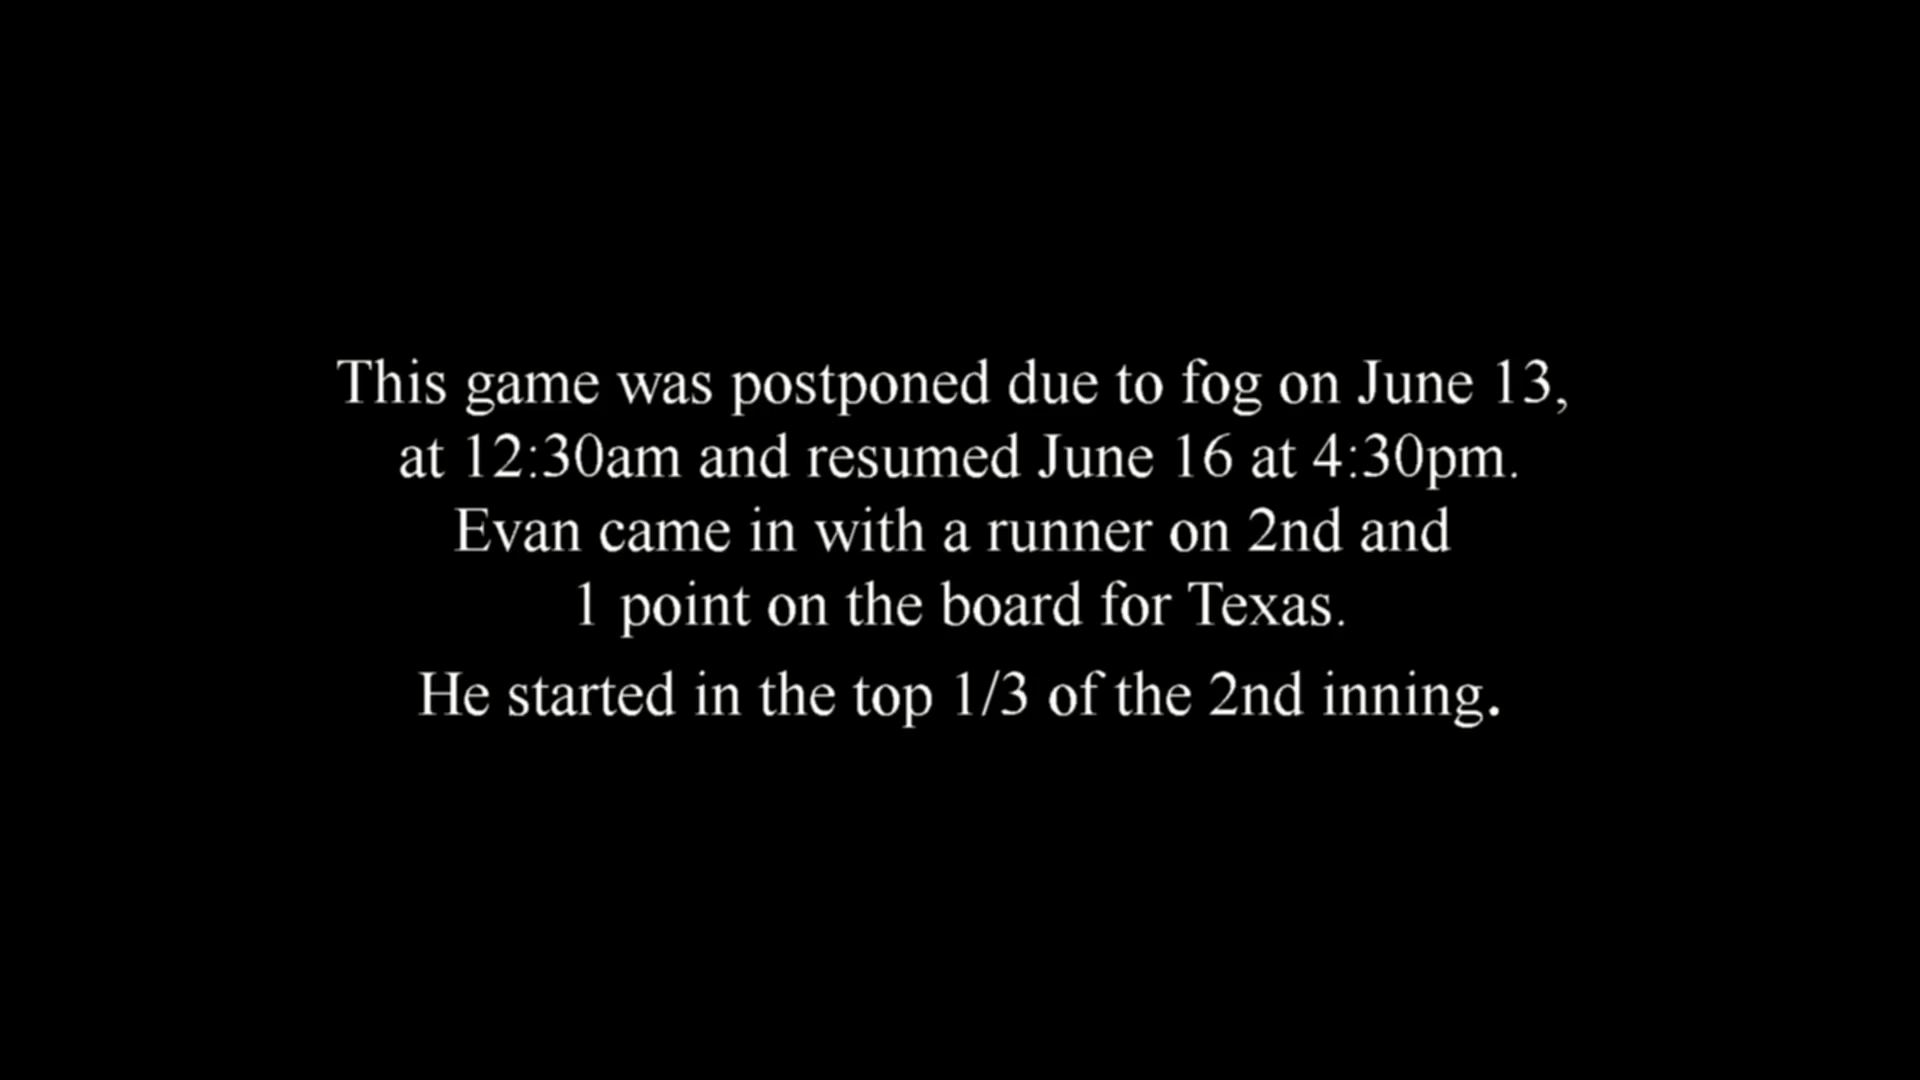 This game was postponed due to fog on June 13,
at 12:30am and resumed June 16 at 4:30pm.
Evan came in with a runner on 2nd and
1 point on the board for Texas.
He started in the top 1/3 of the 2nd inning.